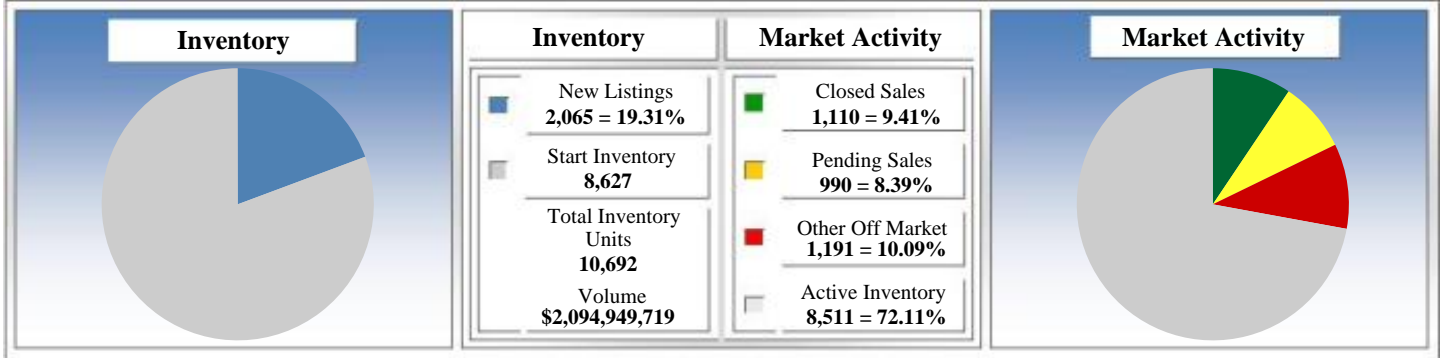 Inventory
Inventory
Market Activity
Market Activity
New Listings
2,065 = 19.31%
Start Inventory
8,627
Total Inventory
Units
10,692
Volume
$2,094,949,719
Closed Sales
1,110 = 9.41%
Pending Sales
990 = 8.39%
Other Off Market
1,191 = 10.09%
Active Inventory
8,511 = 72.11%